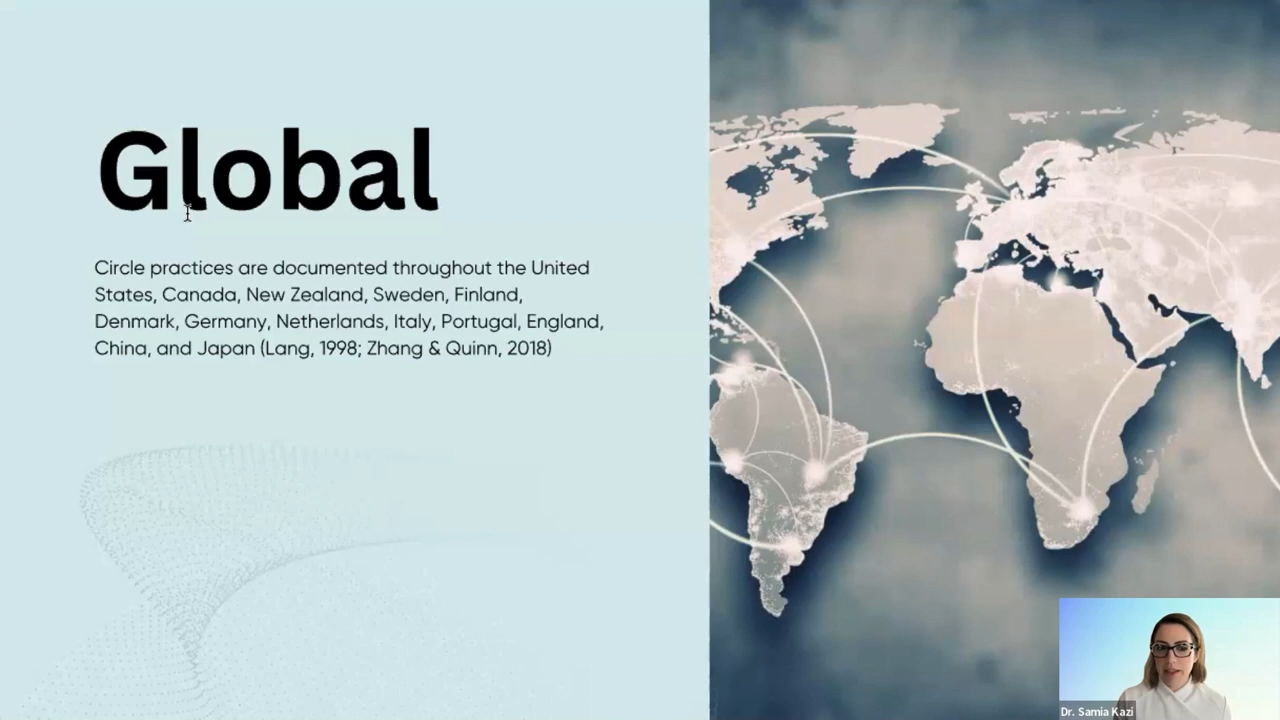 Global
Circle practices are documented throughout the United
States, Canada, New Zealand, Sweden, Finland,
Denmark, Germany, Netherlands, Italy, Portugal, England,
China, and Japan (Lang, 1998; Zhang & Quinn, 2018)
Dr. Samia Kazi